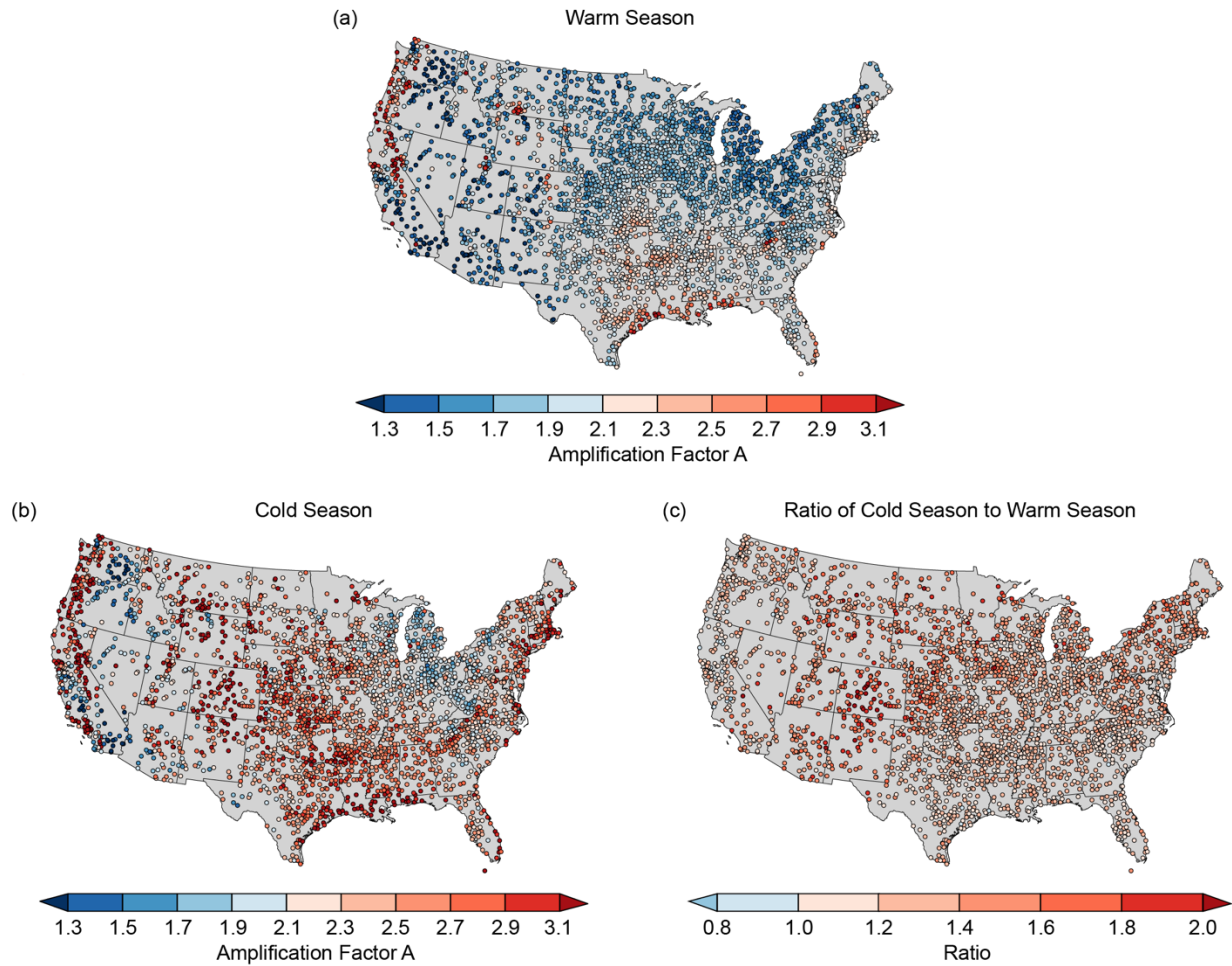 (a) Warm Season
1.3 1.5 1.7 1.9 2.1 2.3 2.5 2.7 2.9 3.1
Amplification Factor A
(b) Cold Season
1.3 1.5 1.7 1.9 2.1 2.3 2.5 2.7 2.9 3.1
Amplification Factor A
(c) Ratio of Cold Season to Warm Season
0.8 1.0 1.2 1.4 1.6 1.8 2.0
Ratio